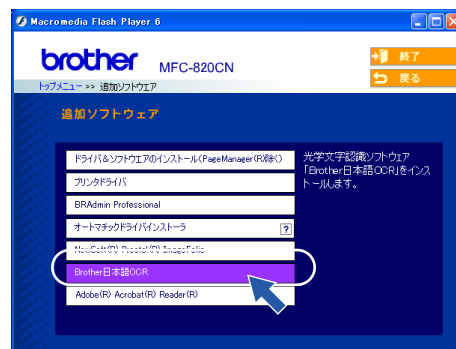 Macromedia Flash Player 6
brother MFC-820CN
終了
戻る
トップメニュー >> 追加ソフトウエア
追加ソフトウエア
ドライバ&ソフトウエアのインストール(PageManager(R)除く)
プリンタドライバ
BRAdmin Professional
オートマチックドライバインストーラ ?
NewSoft(R) Presto!(R) ImageFolio
Brother日本語OCR
Adobe(R) Acrobat(R) Reader(R)
光学文字認識ソフトウエア
「Brother日本語OCR」をインス
トールします。